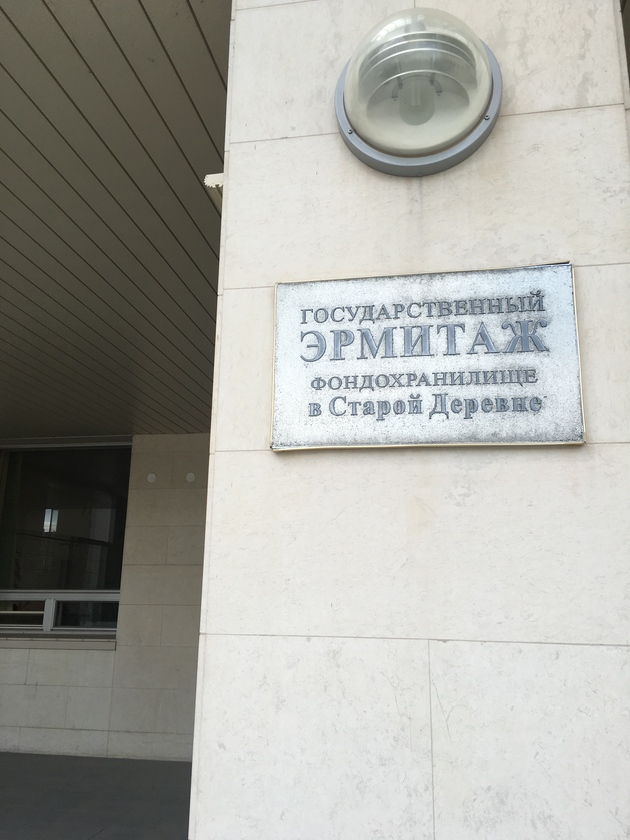 ГОСУДАРСТВЕННЫЙ
ЭРМИТАЖ
ФОНДОХРАНИЛИЩЕ
в Старой Деревне